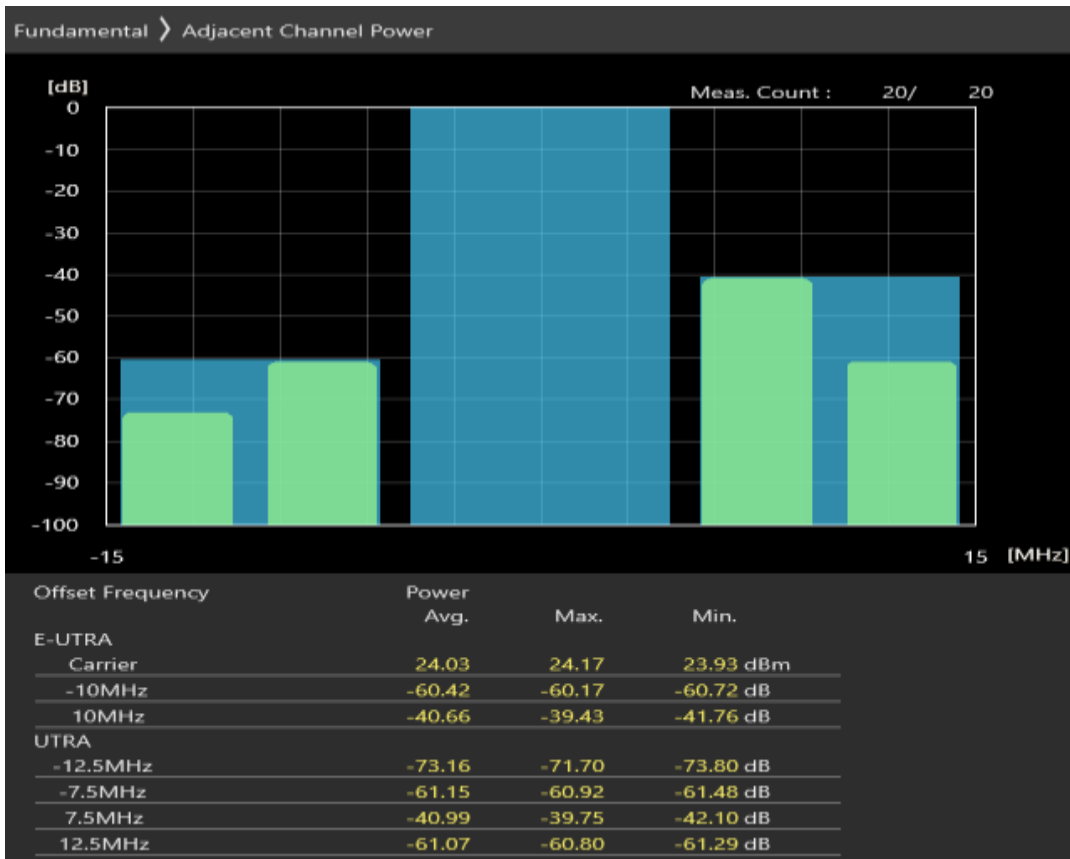 Fundamental 〉 Adjacent Channel Power
[dB]
Meas. Count : 20/ 20
0
-10
-20
-30
-40
-50
-60
-70
-80
-90
-100
-15 15 [MHz]
Offset Frequency Power
Avg. Max. Min.
E-UTRA
Carrier 24.03 24.17 23.93 dBm
-10MHz -60.42 -60.17 -60.72 dB
10MHz -40.66 -39.43 -41.76 dB
UTRA
-12.5MHz -73.16 -71.70 -73.80 dB
-7.5MHz -61.15 -60.92 -61.48 dB
7.5MHz -40.99 -39.75 -42.10 dB
12.5MHz -61.07 -60.80 -61.29 dB